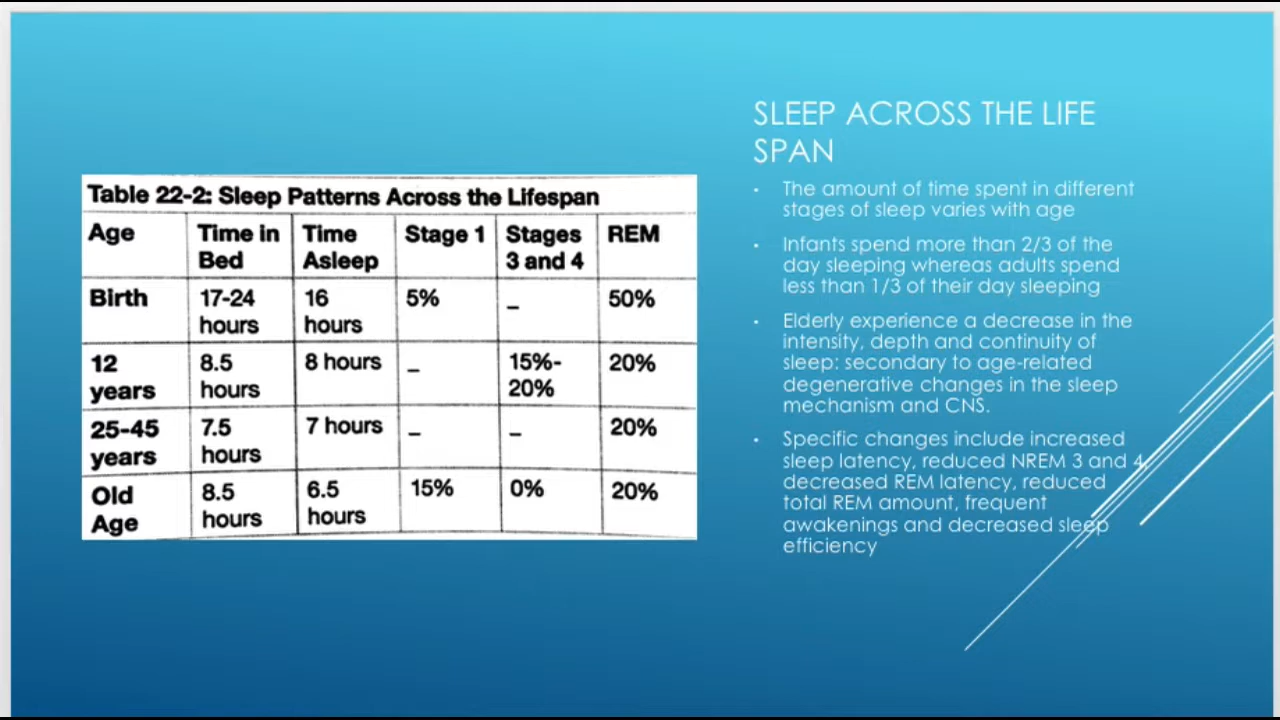 Table 22-2: Sleep Patterns Across the Lifespan
Age Time in Bed Time Asleep Stage 1 Stages 3 and 4 REM
Birth 17-24 hours 16 hours 5% – 50%
12 years 8.5 hours 8 hours – 15%-20% 20%
25-45 years 7.5 hours 7 hours – – 20%
Old Age 8.5 hours 6.5 hours 15% 0% 20%
SLEEP ACROSS THE LIFE
SPAN
• The amount of time spent in different
stages of sleep varies with age
• Infants spend more than 2/3 of the
day sleeping whereas adults spend
less than 1/3 of their day sleeping
• Elderly experience a decrease in the
intensity, depth and continuity of
sleep: secondary to age-related
degenerative changes in the sleep
mechanism and CNS.
• Specific changes include increased
sleep latency, reduced NREM 3 and 4,
decreased REM latency, reduced
total REM amount, frequent
awakenings and decreased sleep
efficiency